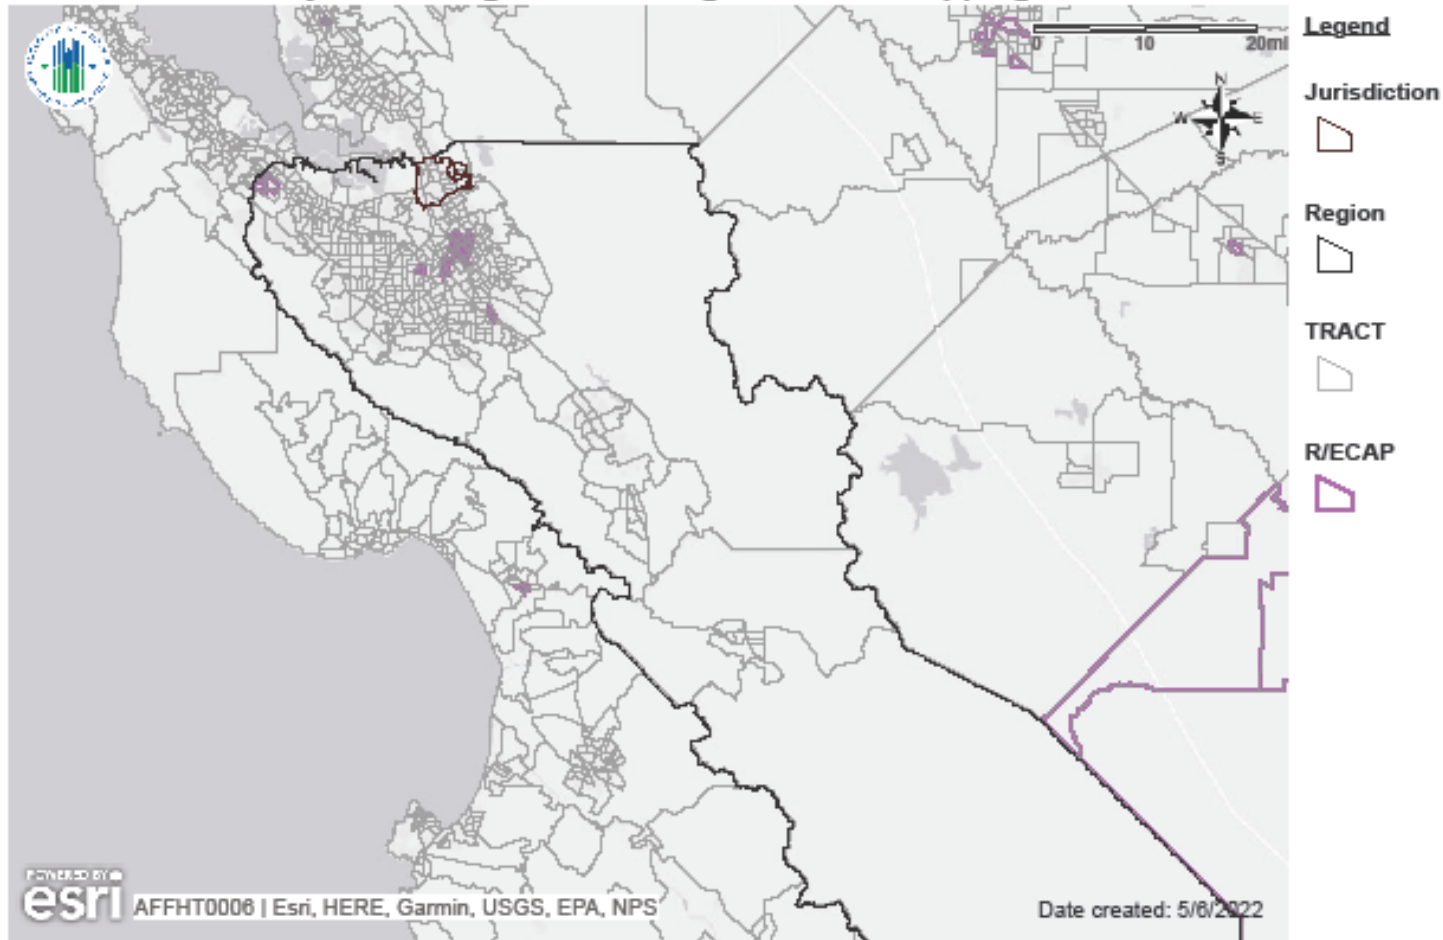 Legend
0 10 20mi
N
W E
S
Jurisdiction
Region
TRACT
R/ECAP
POWERED BY
esri
AFFHT0006 | Esri, HERE, Garmin, USGS, EPA, NPS
Date created: 5/6/2022